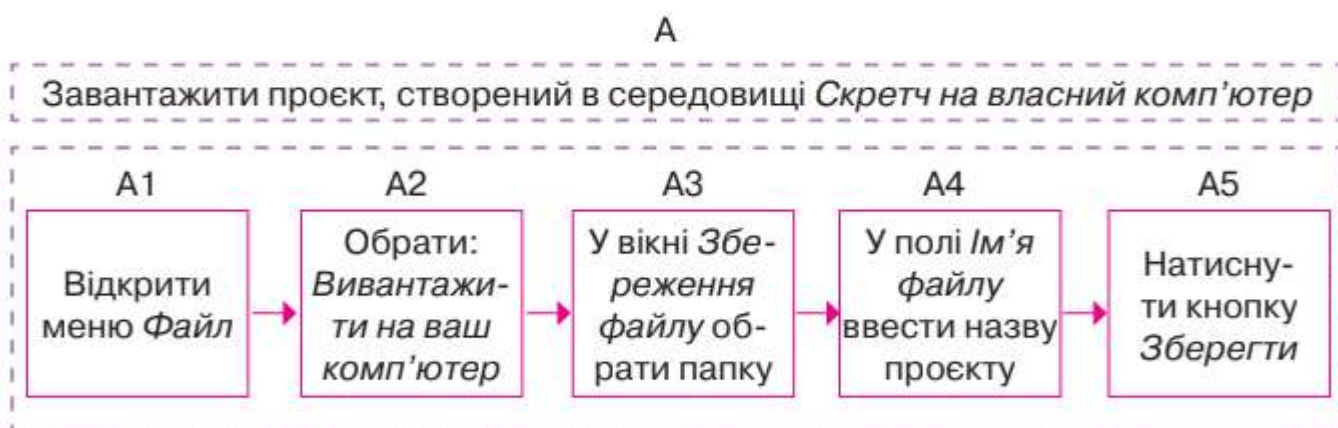 А
Завантажити проєкт, створений в середовищі Скретч на власний комп’ютер
А1
Відкрити
меню Файл
А2
Обрати:
Вивантажи-
ти на ваш
комп’ютер
А3
У вікні Збе-
реження
файлу об-
рати папку
А4
У полі Ім’я
файлу
ввести назву
проєкту
А5
Натисну-
ти кнопку
Зберегти